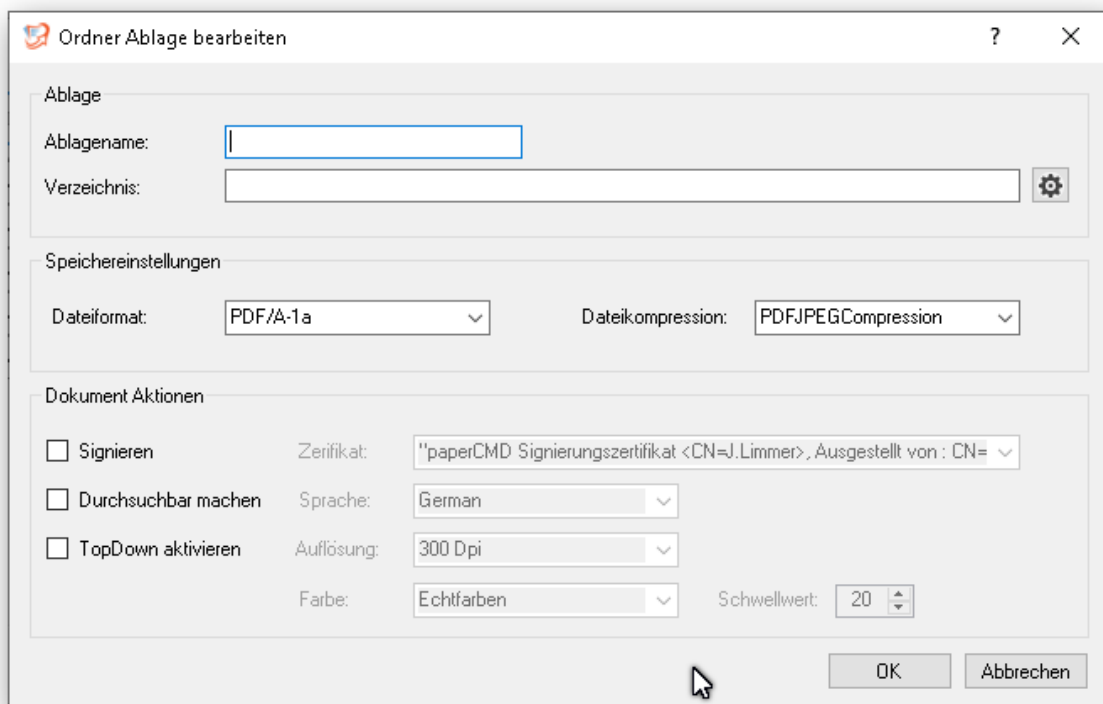 Ordner Ablage bearbeiten ?
Ablage
Ablagename:
Verzeichnis:
Speichereinstellungen
Dateiformat: PDF/A-1a Dateikompression: PDFJPEGCompression
Dokument Aktionen
Signieren Zerifikat: "paperCMD Signierungszertifikat <CN=J.Limmer>, Ausgestellt von : CN=
Durchsuchbar machen Sprache: German
TopDown aktivieren Auflösung: 300 Dpi
Farbe: Echtfarben Schwellwert: 20
OK Abbrechen